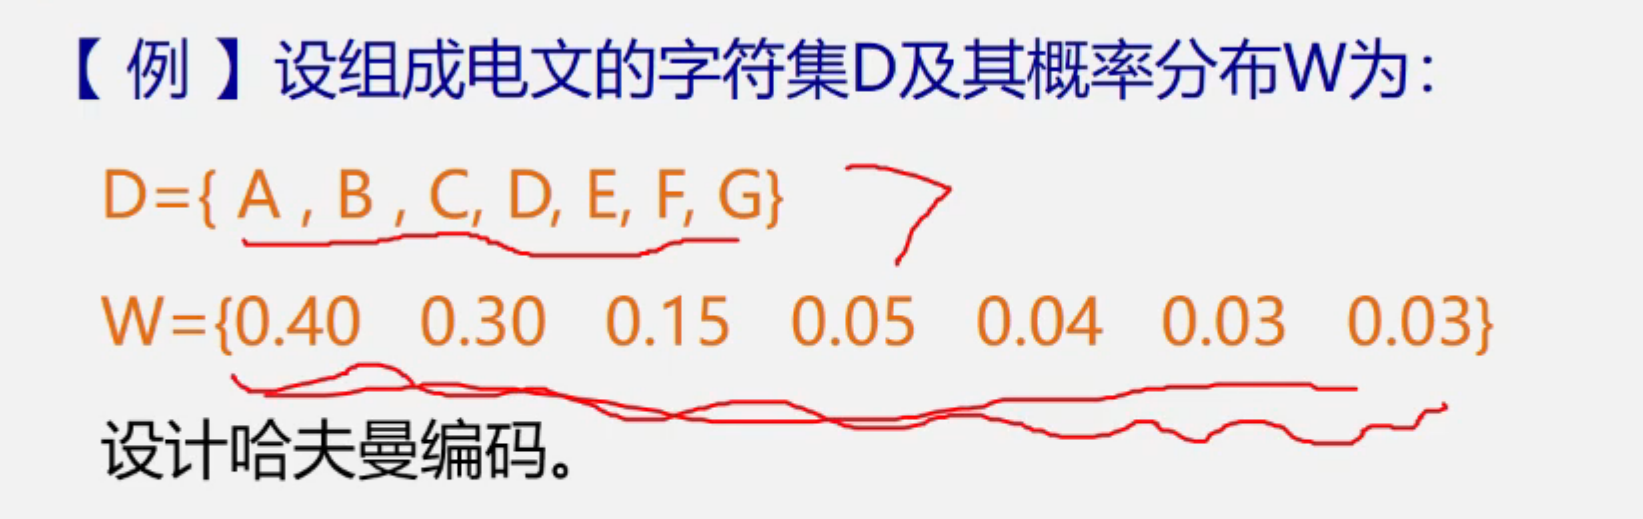 【 例 】设组成电文的字符集D及其概率分布W为：
D={ A , B , C, D, E, F, G}
W={0.40 0.30 0.15 0.05 0.04 0.03 0.03}
设计哈夫曼编码。